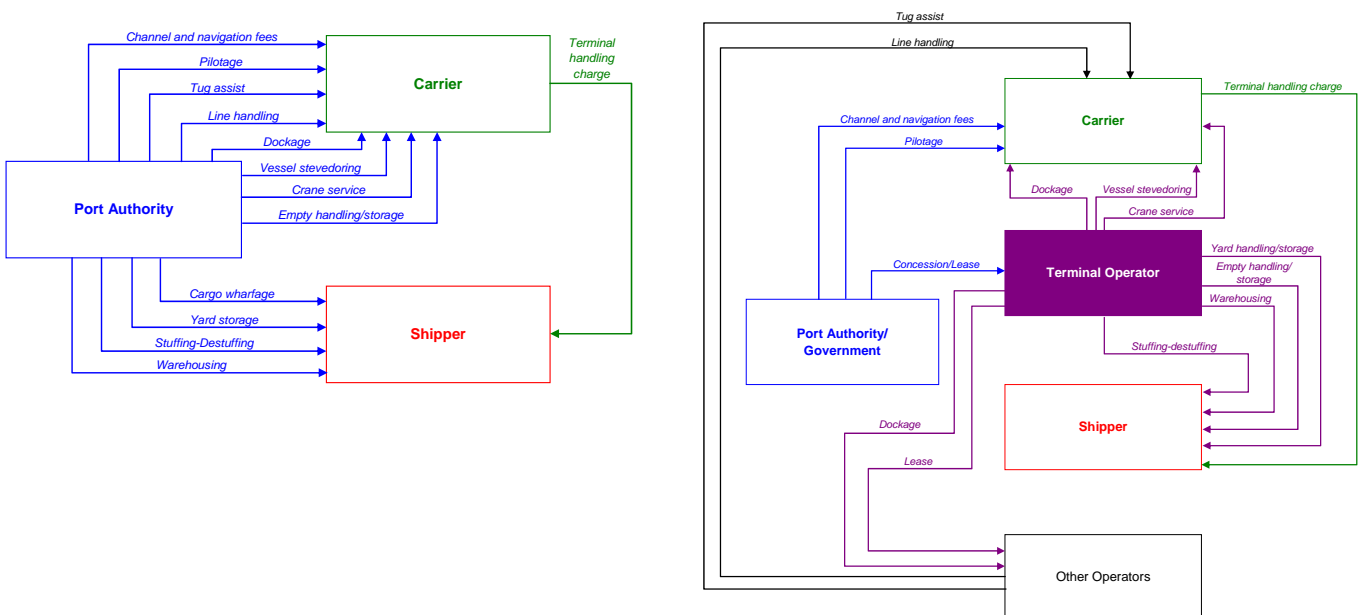 Channel and navigation fees
Pilotage
Tug assist
Line handling
Dockage
Vessel stevedoring
Crane service
Empty handling/storage
Carrier
Terminal
handling
charge
Port Authority
Cargo wharfage
Yard storage
Stuffing-Destuffing
Warehousing
Shipper
Tug assist
Line handling
Carrier
Terminal handling charge
Channel and navigation fees
Pilotage
Dockage
Vessel stevedoring
Crane service
Concession/Lease
Terminal Operator
Yard handling/storage
Empty handling/
storage
Warehousing
Port Authority/
Government
Stuffing-destuffing
Dockage
Shipper
Lease
Other Operators